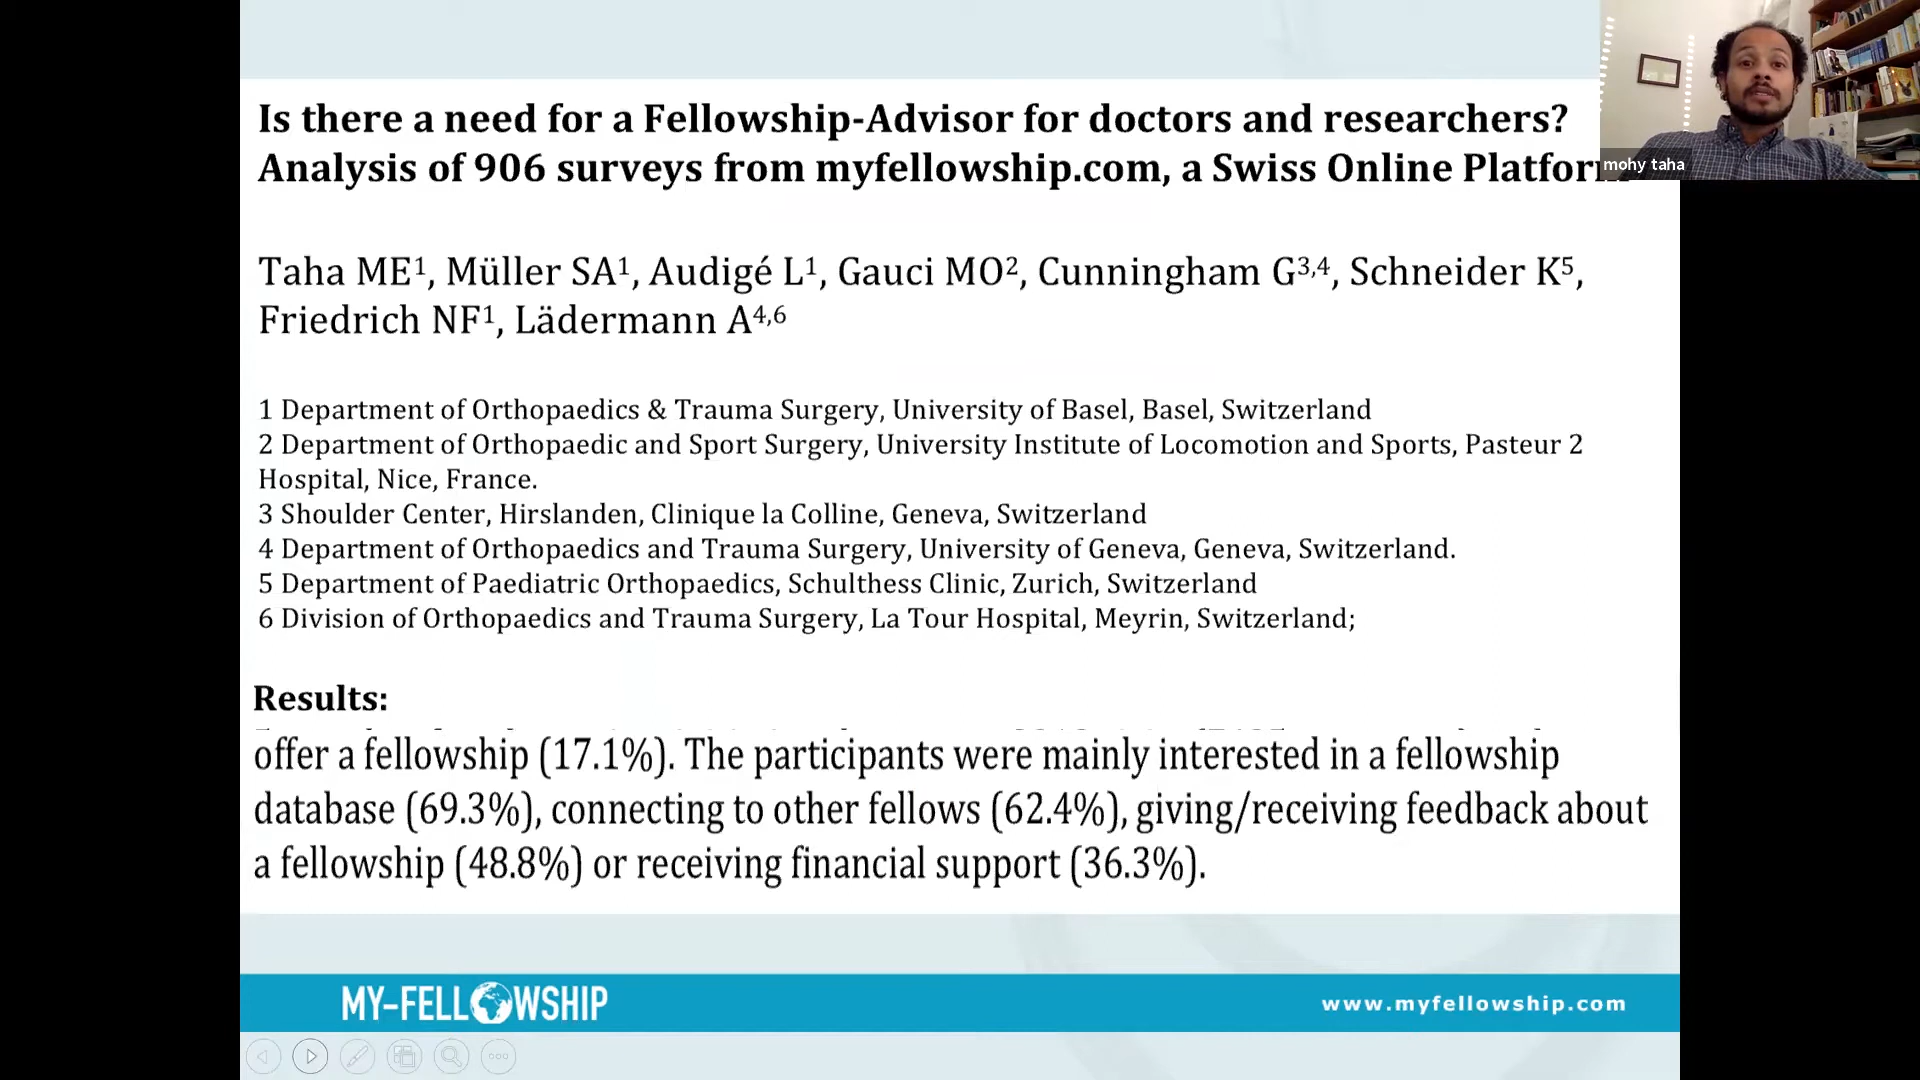 Is there a need for a Fellowship-Advisor for doctors and researchers?
Analysis of 906 surveys from myfellowship.com, a Swiss Online Platform
mohy taha
Taha ME1, Müller SA1, Audigé L1, Gauci MO2, Cunningham G3,4, Schneider K5,
Friedrich NF1, Lädermann A4,6
1 Department of Orthopaedics & Trauma Surgery, University of Basel, Basel, Switzerland
2 Department of Orthopaedic and Sport Surgery, University Institute of Locomotion and Sports, Pasteur 2
Hospital, Nice, France.
3 Shoulder Center, Hirslanden, Clinique la Colline, Geneva, Switzerland
4 Department of Orthopaedics and Trauma Surgery, University of Geneva, Geneva, Switzerland.
5 Department of Paediatric Orthopaedics, Schulthess Clinic, Zurich, Switzerland
6 Division of Orthopaedics and Trauma Surgery, La Tour Hospital, Meyrin, Switzerland;
Results:
offer a fellowship (17.1%). The participants were mainly interested in a fellowship
database (69.3%), connecting to other fellows (62.4%), giving/receiving feedback about
a fellowship (48.8%) or receiving financial support (36.3%).
MY-FELLOWSHIP
www.myfellowship.com